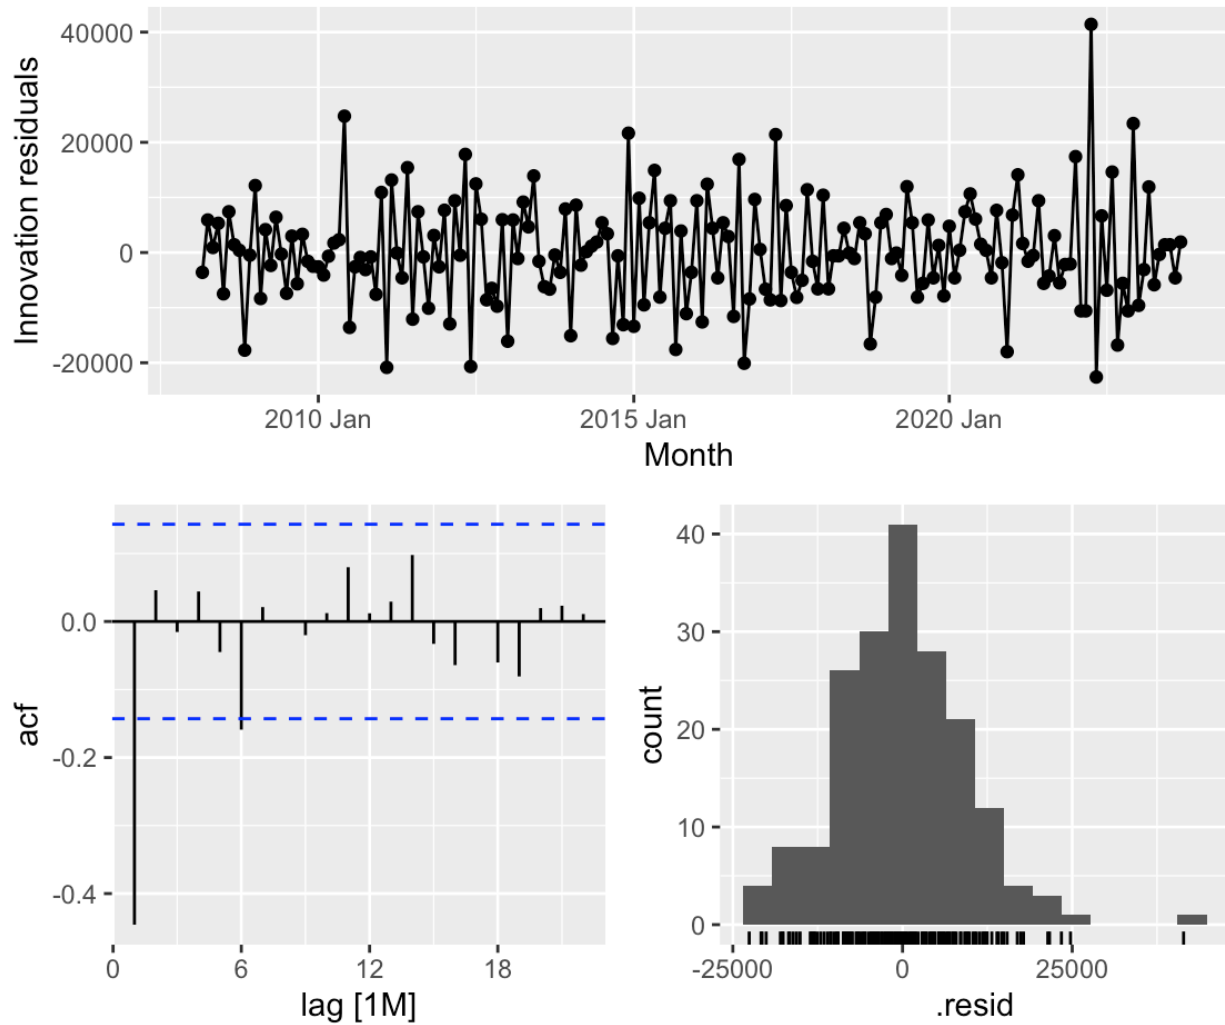 40000
20000
0
-20000
Innovation residuals
2010 Jan
2015 Jan
2020 Jan
Month
0.0
-0.2
-0.4
acf
0
6
12
18
lag [1M]
40
30
20
10
0
count
-25000
0
25000
.resid